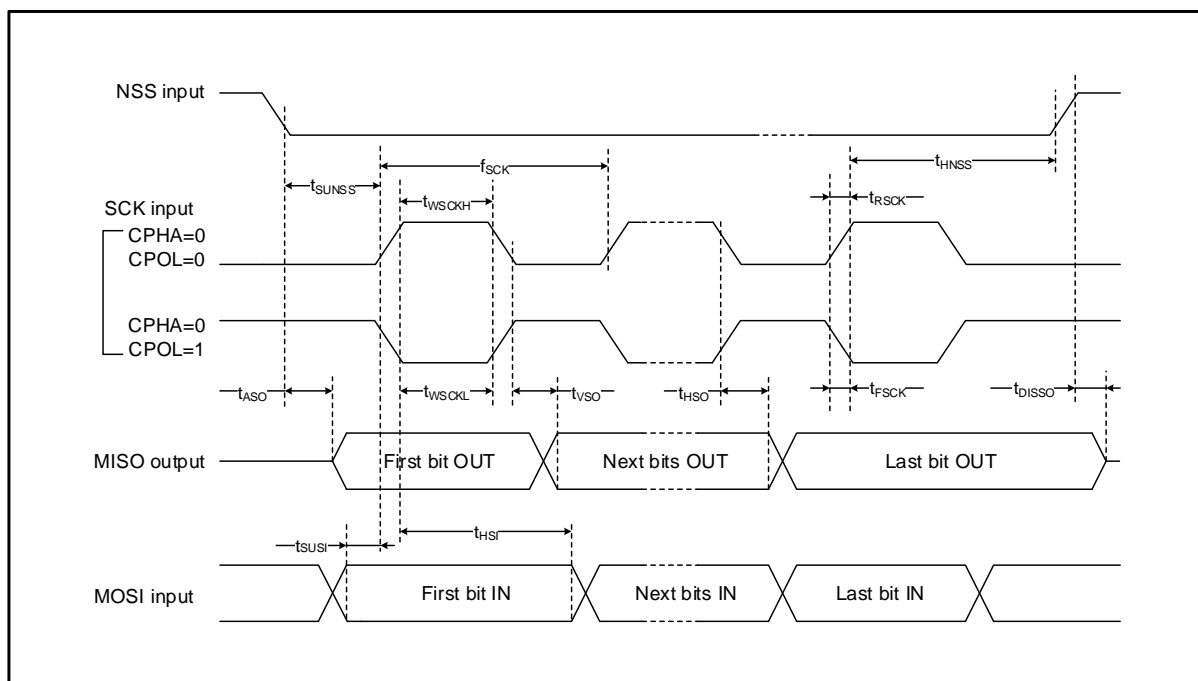 NSS input
fSCK
tHNSS
tSUNSS
tWSCKH
tRSCK
SCK input
CPHA=0
CPOL=0
CPHA=0
CPOL=1
tASO
tWSCKL
tVSO
tHSO
tFSCK
tDISSO
MISO output
First bit OUT
Next bits OUT
Last bit OUT
tSUSI
tHSI
MOSI input
First bit IN
Next bits IN
Last bit IN